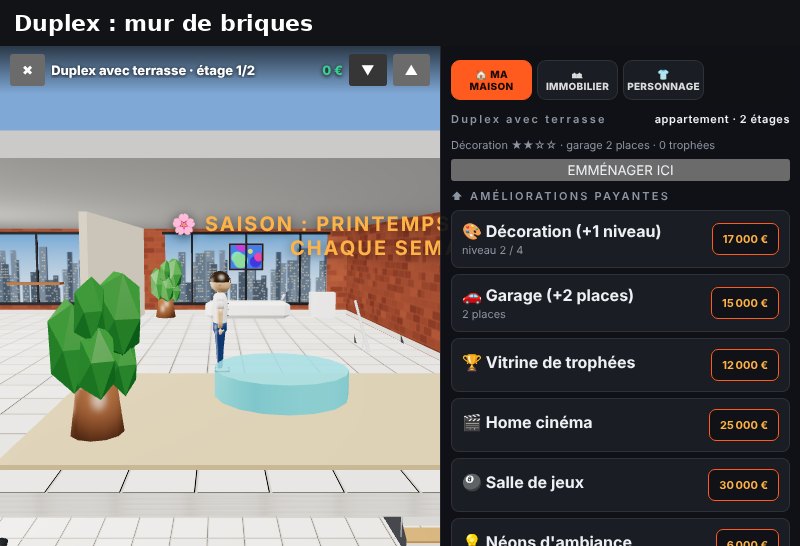 Duplex : mur de briques
✖ Duplex avec terrasse · étage 1/2 0 € ▼ ▲
🌸 SAISON : PRINTEMPS
CHAQUE SEM
🏠 MA MAISON
🏘 IMMOBILIER
👕 PERSONNAGE
Duplex avec terrasse appartement · 2 étages
Décoration ★★☆☆ · garage 2 places · 0 trophées
EMMÉNAGER ICI
⬆ AMÉLIORATIONS PAYANTES
🎨 Décoration (+1 niveau)
niveau 2 / 4
17 000 €
🚗 Garage (+2 places)
2 places
15 000 €
🏆 Vitrine de trophées
12 000 €
🎬 Home cinéma
25 000 €
🎱 Salle de jeux
30 000 €
💡 Néons d'ambiance
6 000 €